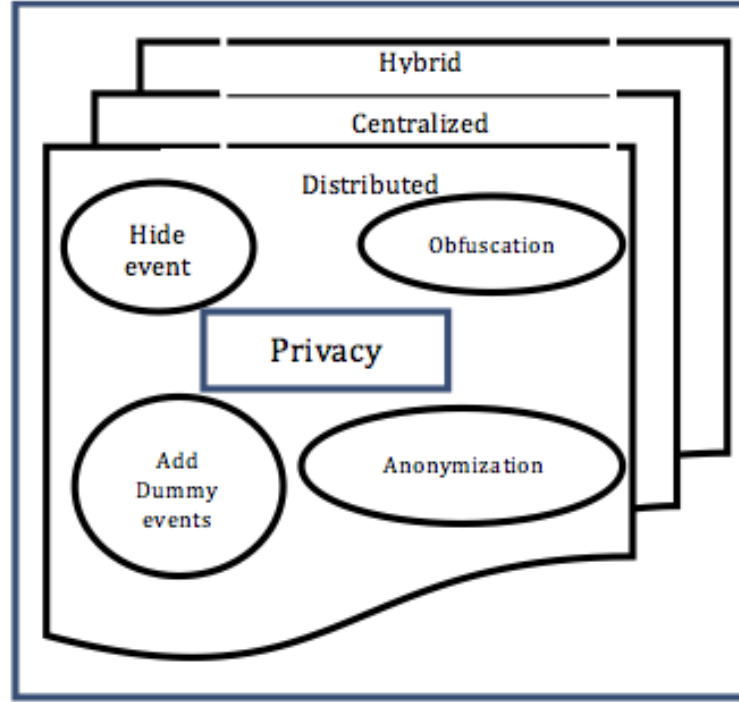 Hybrid
Centralized
Distributed
Hide
event
Obfuscation
Privacy
Add
Dummy
events
Anonymization